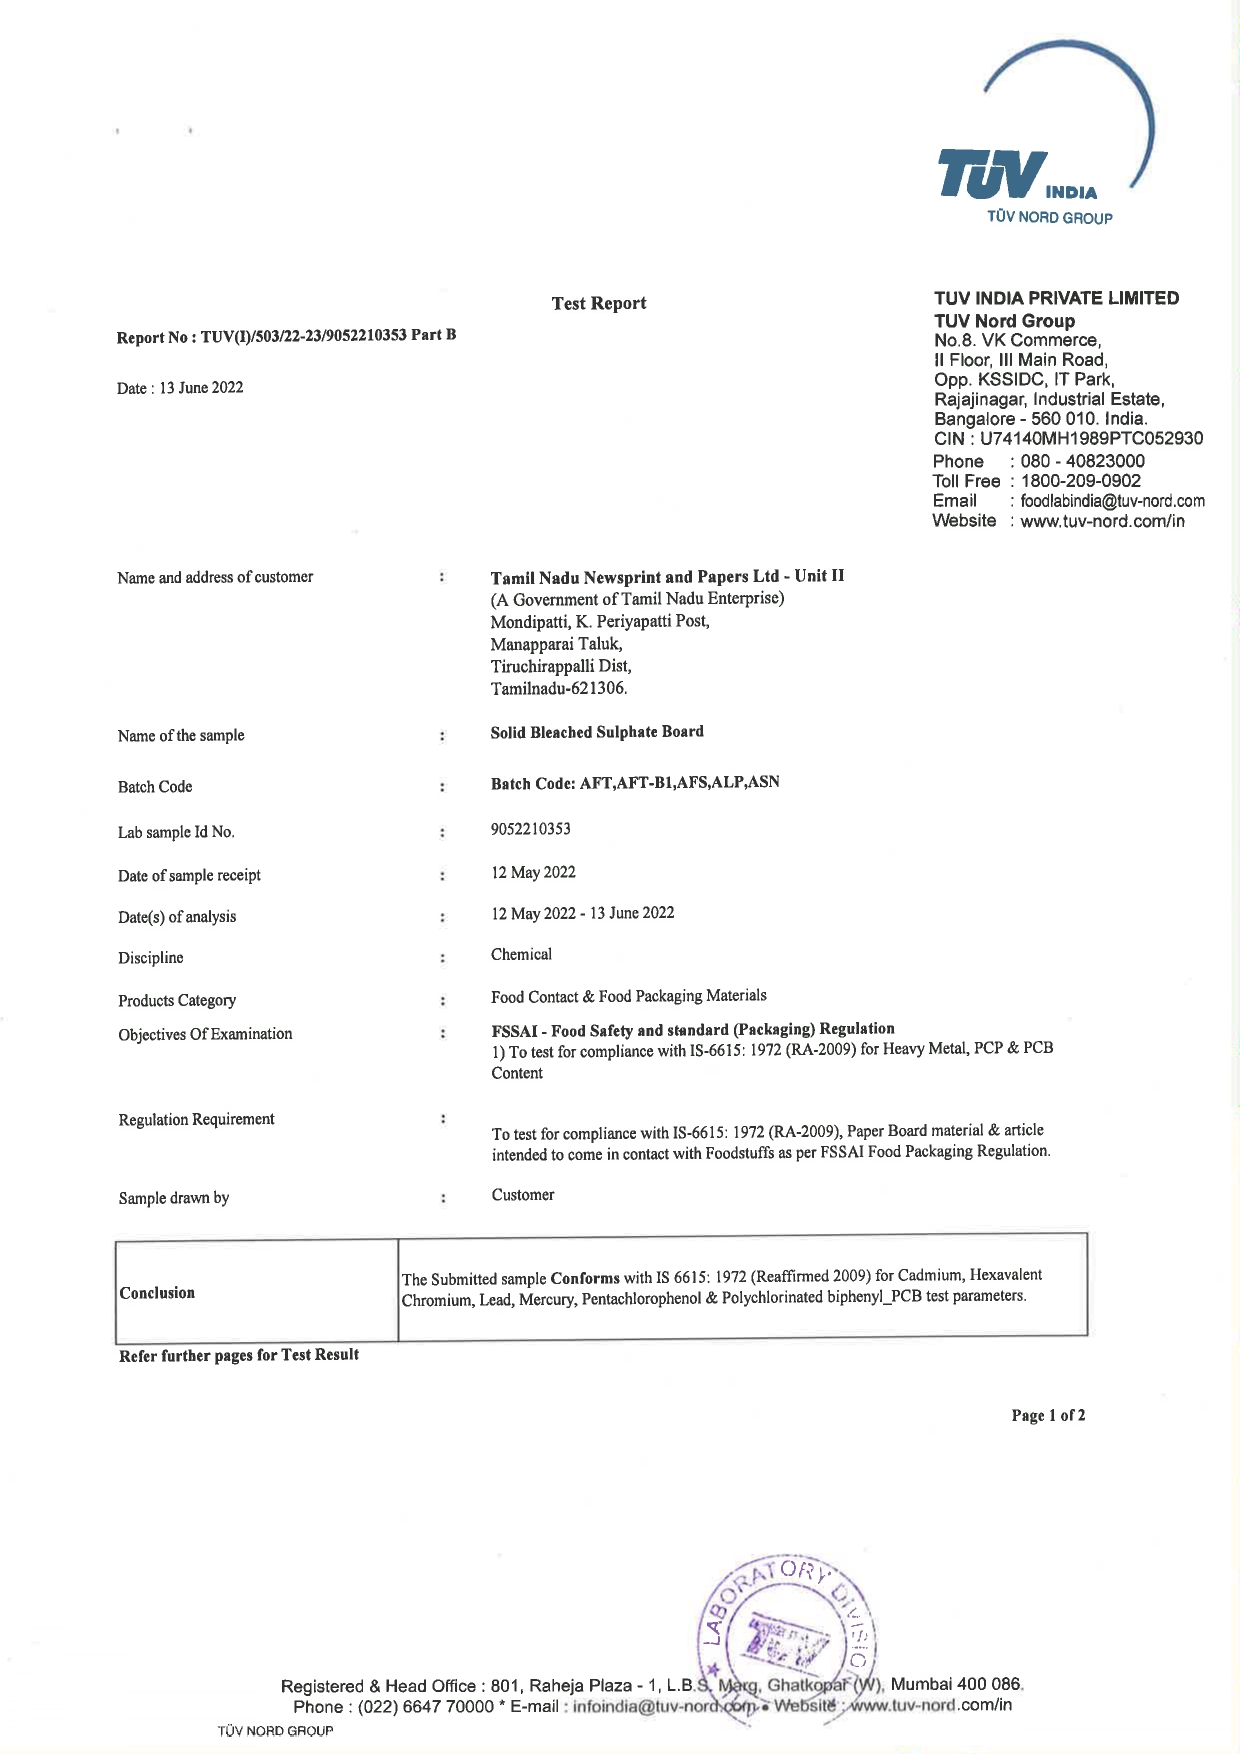 TÜV INDIA
TÜV NORD GROUP
Test Report
Report No : TUV(I)/503/22-23/9052210353 Part B
Date : 13 June 2022
TUV INDIA PRIVATE LIMITED
TUV Nord Group
No.8. VK Commerce,
II Floor, III Main Road,
Opp. KSSIDC, IT Park,
Rajajinagar, Industrial Estate,
Bangalore - 560 010. India.
CIN : U74140MH1989PTC052930
Phone : 080 - 40823000
Toll Free : 1800-209-0902
Email : foodlabindia@tuv-nord.com
Website : www.tuv-nord.com/in
Name and address of customer : Tamil Nadu Newsprint and Papers Ltd - Unit II
(A Government of Tamil Nadu Enterprise)
Mondipatti, K. Periyapatti Post,
Manapparai Taluk,
Tiruchirappalli Dist,
Tamilnadu-621306.
Name of the sample : Solid Bleached Sulphate Board
Batch Code : Batch Code: AFT,AFT-B1,AFS,ALP,ASN
Lab sample Id No. : 9052210353
Date of sample receipt : 12 May 2022
Date(s) of analysis : 12 May 2022 - 13 June 2022
Discipline : Chemical
Products Category : Food Contact & Food Packaging Materials
Objectives Of Examination : FSSAI - Food Safety and standard (Packaging) Regulation
1) To test for compliance with IS-6615: 1972 (RA-2009) for Heavy Metal, PCP & PCB
Content
Regulation Requirement :
To test for compliance with IS-6615: 1972 (RA-2009), Paper Board material & article
intended to come in contact with Foodstuffs as per FSSAI Food Packaging Regulation.
Sample drawn by : Customer
Conclusion
The Submitted sample Conforms with IS 6615: 1972 (Reaffirmed 2009) for Cadmium, Hexavalent
Chromium, Lead, Mercury, Pentachlorophenol & Polychlorinated biphenyl_PCB test parameters.
Refer further pages for Test Result
Page 1 of 2
LABORATORY DIVISIO
TUV
Registered & Head Office : 801, Raheja Plaza - 1, L.B.S. Marg, Ghatkopar (W), Mumbai 400 086.
Phone : (022) 6647 70000 * E-mail : infoindia@tuv-nord.com • Website : www.tuv-nord.com/in
TÜV NORD GROUP